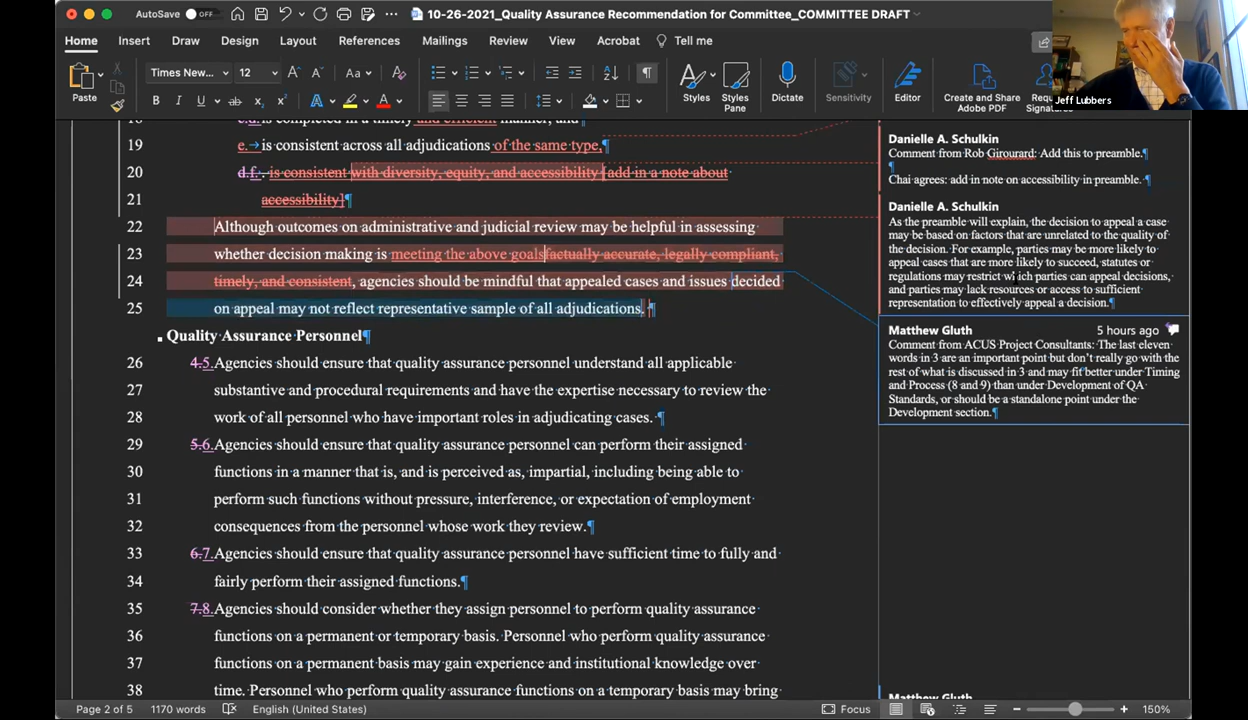 AutoSave OFF 10-26-2021_Quality Assurance Recommendation for Committee_COMMITTEE DRAFT
Home Insert Draw Design Layout References Mailings Review View Acrobat Tell me
Paste Times New... 12 Aa Styles Styles Pane Dictate Sensitivity Editor Create and Share Adobe PDF Signatures
Jeff Lubbers
e.d. is completed in a timely and efficient manner, and
19 e. is consistent across all adjudications of the same type,
20 d.f. . is consistent with diversity, equity, and accessibility [add in a note about
21 accessibility]
22 Although outcomes on administrative and judicial review may be helpful in assessing
23 whether decision making is meeting the above goals factually accurate, legally compliant,
24 timely, and consistent, agencies should be mindful that appealed cases and issues decided
25 on appeal may not reflect representative sample of all adjudications.
Quality Assurance Personnel
26 4.5. Agencies should ensure that quality assurance personnel understand all applicable
27 substantive and procedural requirements and have the expertise necessary to review the
28 work of all personnel who have important roles in adjudicating cases.
29 5.6. Agencies should ensure that quality assurance personnel can perform their assigned
30 functions in a manner that is, and is perceived as, impartial, including being able to
31 perform such functions without pressure, interference, or expectation of employment
32 consequences from the personnel whose work they review.
33 6.7. Agencies should ensure that quality assurance personnel have sufficient time to fully and
34 fairly perform their assigned functions.
35 7.8. Agencies should consider whether they assign personnel to perform quality assurance
36 functions on a permanent or temporary basis. Personnel who perform quality assurance
37 functions on a permanent basis may gain experience and institutional knowledge over
38 time. Personnel who perform quality assurance functions on a temporary basis may bring
Danielle A. Schulkin
Comment from Rob Girourard: Add this to preamble.
Chai agrees: add in note on accessibility in preamble.
Danielle A. Schulkin
As the preamble will explain, the decision to appeal a case
may be based on factors that are unrelated to the quality of
the decision. For example, parties may be more likely to
appeal cases that are more likely to succeed, statutes or
regulations may restrict which parties can appeal decisions,
and parties may lack resources or access to sufficient
representation to effectively appeal a decision.
Matthew Gluth 5 hours ago
Comment from ACUS Project Consultants: The last eleven
words in 3 are an important point but don't really go with the
rest of what is discussed in 3 and may fit better under Timing
and Process (8 and 9) than under Development of QA
Standards, or should be a standalone point under the
Development section.
Matthew Gluth
Page 2 of 5 1170 words English (United States) Focus 150%